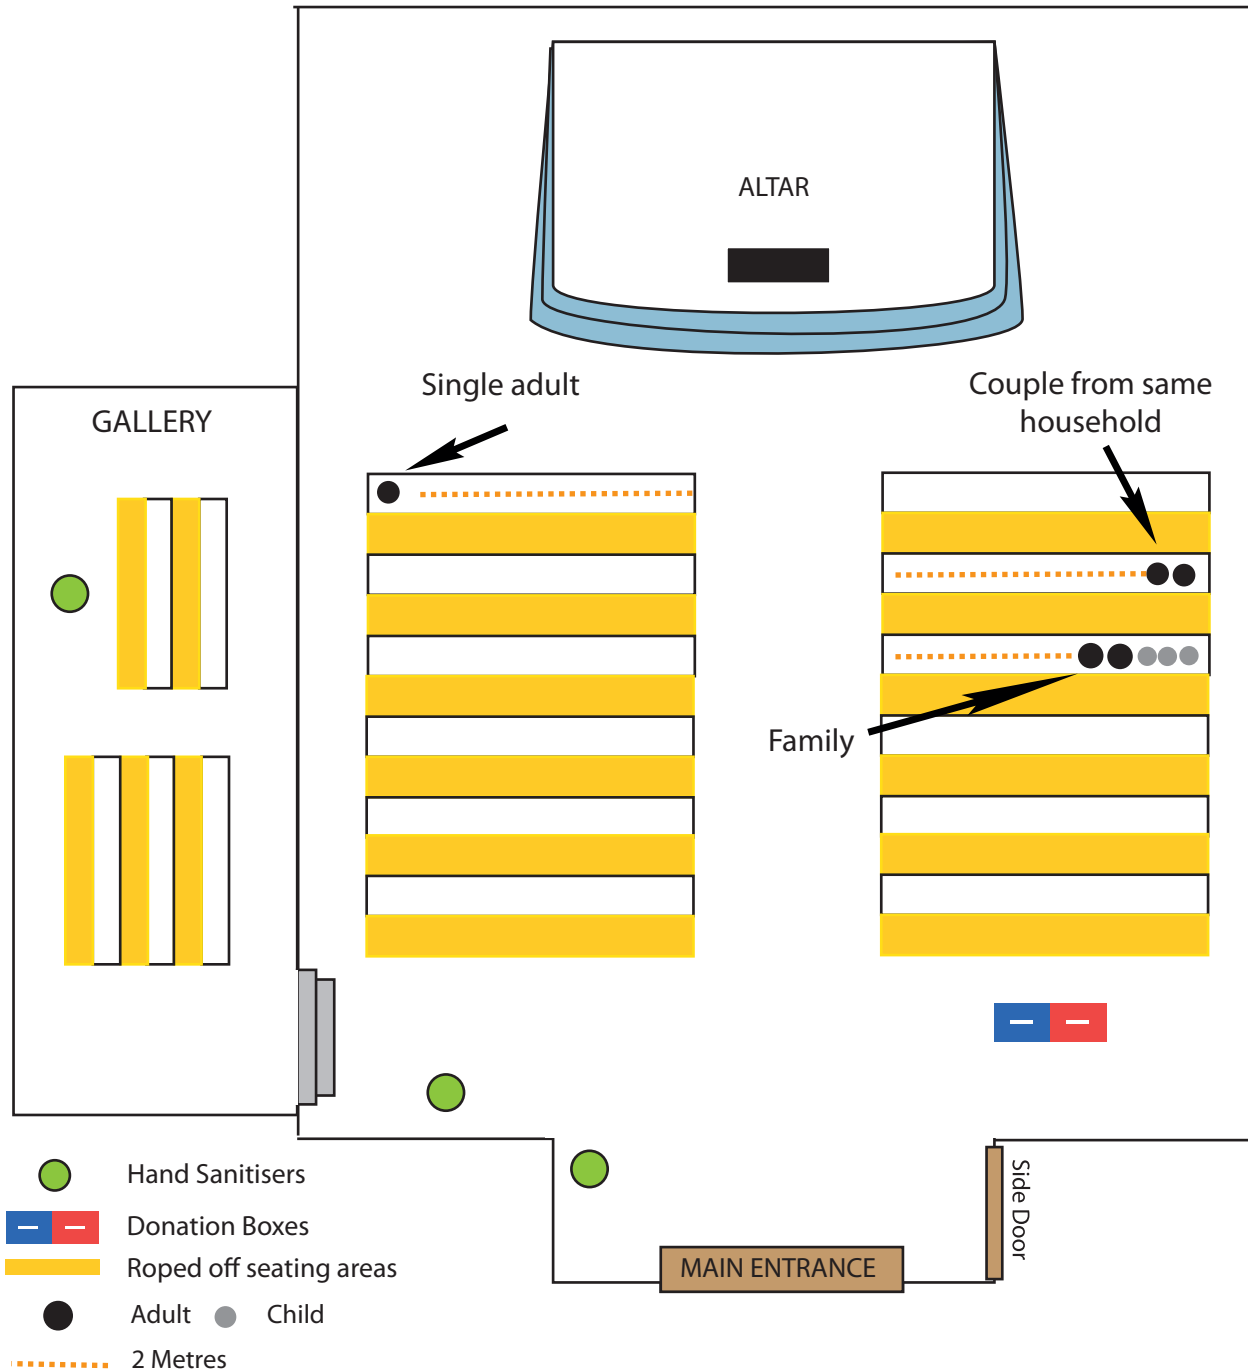 ALTAR
Single adult
Couple from same
household
GALLERY
Family
Side Door
MAIN ENTRANCE
Hand Sanitisers
Donation Boxes
Roped off seating areas
Adult
Child
2 Metres